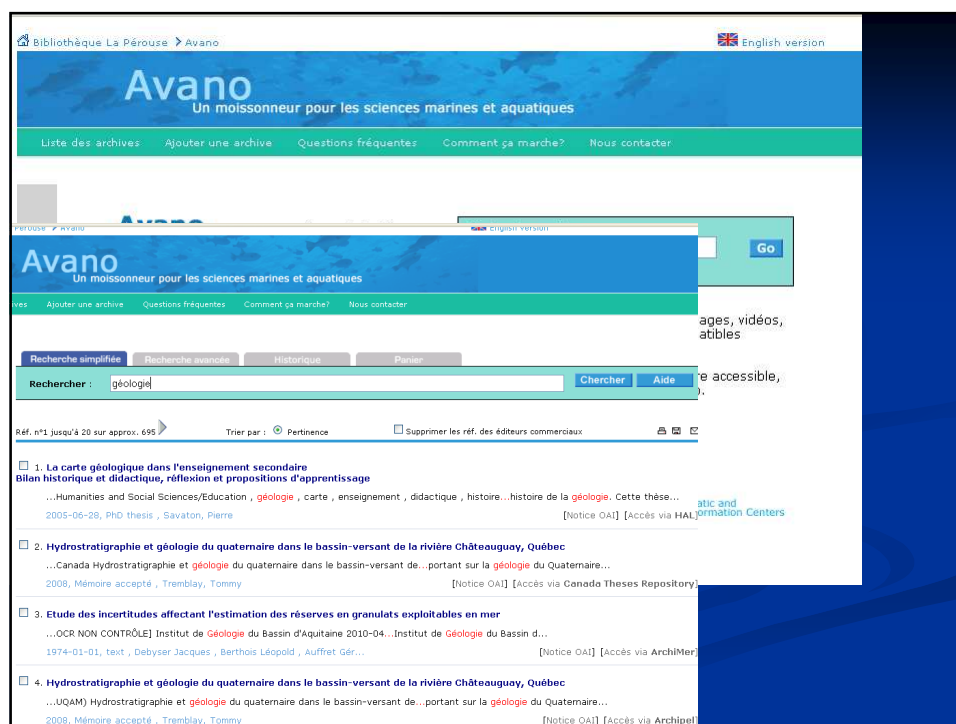 Bibliothèque La Pérouse > Avano English version
Avano
Un moissonneur pour les sciences marines et aquatiques
Liste des archives Ajouter une archive Questions fréquentes Comment ça marche? Nous contacter
Go
ages, vidéos,
atibles
e accessible,
atic and
ormation Centers
Pérouse > Avano English version
Avano
Un moissonneur pour les sciences marines et aquatiques
ves Ajouter une archive Questions fréquentes Comment ça marche? Nous contacter
Recherche simplifiée Recherche avancée Historique Panier
Rechercher : géologie Chercher Aide
Réf. n°1 jusqu'à 20 sur approx. 695 Trier par : Pertinence Supprimer les réf. des éditeurs commerciaux
1. La carte géologique dans l'enseignement secondaire
Bilan historique et didactique, réflexion et propositions d'apprentissage
...Humanities and Social Sciences/Education , géologie , carte , enseignement , didactique , histoire...histoire de la géologie. Cette thèse...
2005-06-28, PhD thesis , Savaton, Pierre [Notice OAI] [Accès via HAL]
2. Hydrostratigraphie et géologie du quaternaire dans le bassin-versant de la rivière Châteauguay, Québec
...Canada Hydrostratigraphie et géologie du quaternaire dans le bassin-versant de...portant sur la géologie du Quaternaire...
2008, Mémoire accepté , Tremblay, Tommy [Notice OAI] [Accès via Canada Theses Repository]
3. Etude des incertitudes affectant l'estimation des réserves en granulats exploitables en mer
...OCR NON CONTRÔLE] Institut de Géologie du Bassin d'Aquitaine 2010-04...Institut de Géologie du Bassin d...
1974-01-01, text , Debyser Jacques , Berthois Léopold , Auffret Gér... [Notice OAI] [Accès via ArchiMer]
4. Hydrostratigraphie et géologie du quaternaire dans le bassin-versant de la rivière Châteauguay, Québec
...UQAM) Hydrostratigraphie et géologie du quaternaire dans le bassin-versant de...portant sur la géologie du Quaternaire...
2008, Mémoire accepté , Tremblay, Tommy [Notice OAI] [Accès via Archipel]